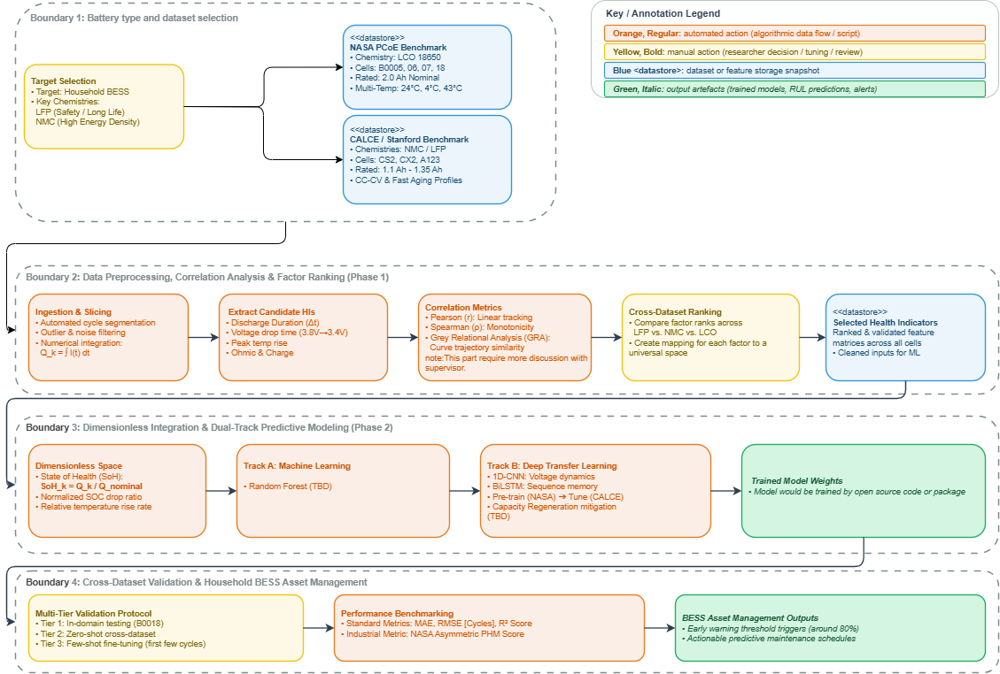 Boundary 1: Battery type and dataset selection
Target Selection
• Target: Household BESS
• Key Chemistries:
LFP (Safety / Long Life)
NMC (High Energy Density)
<<datastore>>
NASA PCoE Benchmark
• Chemistry: LCO 18650
• Cells: B0005, 06, 07, 18
• Rated: 2.0 Ah Nominal
• Multi-Temp: 24°C, 4°C, 43°C
<<datastore>>
CALCE / Stanford Benchmark
• Chemistries: NMC / LFP
• Cells: CS2, CX2, A123
• Rated: 1.1 Ah - 1.35 Ah
• CC-CV & Fast Aging Profiles
Key / Annotation Legend
Orange, Regular: automated action (algorithmic data flow / script)
Yellow, Bold: manual action (researcher decision / tuning / review)
Blue <datastore>: dataset or feature storage snapshot
Green, Italic: output artefacts (trained models, RUL predictions, alerts)
Boundary 2: Data Preprocessing, Correlation Analysis & Factor Ranking (Phase 1)
Ingestion & Slicing
• Automated cycle segmentation
• Outlier & noise filtering
• Numerical integration:
Q_k = ∫ I(t) dt
Extract Candidate HIs
• Discharge Duration (Δt)
• Voltage drop time (3.8V→3.4V)
• Peak temp rise
• Ohmic & Charge
Correlation Metrics
• Pearson (r): Linear tracking
• Spearman (ρ): Monotonicity
• Grey Relational Analysis (GRA):
Curve trajectory similarity
note:This part require more discussion with
supervisor.
Cross-Dataset Ranking
• Compare factor ranks across
LFP vs. NMC vs. LCO
• Create mapping for each factor to a
universal space
<<datastore>>
Selected Health Indicators
Ranked & validated feature
matrices across all cells
• Cleaned inputs for ML
Boundary 3: Dimensionless Integration & Dual-Track Predictive Modeling (Phase 2)
Dimensionless Space
• State of Health (SoH):
SoH_k = Q_k / Q_nominal
• Normalized SOC drop ratio
• Relative temperature rise rate
Track A: Machine Learning
• Random Forest (TBD)
Track B: Deep Transfer Learning
• 1D-CNN: Voltage dynamics
• BiLSTM: Sequence memory
• Pre-train (NASA) ➔ Tune (CALCE)
• Capacity Regeneration mitigation
(TBD)
Trained Model Weights
• Model would be trained by open source code or package
Boundary 4: Cross-Dataset Validation & Household BESS Asset Management
Multi-Tier Validation Protocol
• Tier 1: In-domain testing (B0018)
• Tier 2: Zero-shot cross-dataset
• Tier 3: Few-shot fine-tuning (first few cycles)
Performance Benchmarking
• Standard Metrics: MAE, RMSE [Cycles], R² Score
• Industrial Metric: NASA Asymmetric PHM Score
BESS Asset Management Outputs
• Early warning threshold triggers (around 80%)
• Actionable predictive maintenance schedules